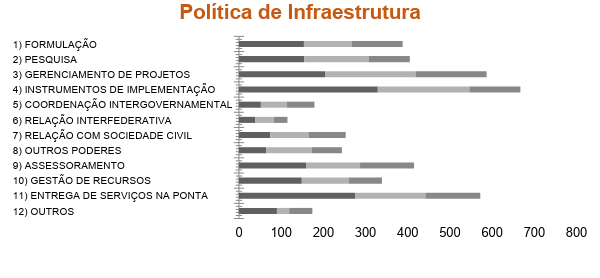 Política de Infraestrutura
1) FORMULAÇÃO
2) PESQUISA
3) GERENCIAMENTO DE PROJETOS
4) INSTRUMENTOS DE IMPLEMENTAÇÃO
5) COORDENAÇÃO INTERGOVERNAMENTAL
6) RELAÇÃO INTERFEDERATIVA
7) RELAÇÃO COM SOCIEDADE CIVIL
8) OUTROS PODERES
9) ASSESSORAMENTO
10) GESTÃO DE RECURSOS
11) ENTREGA DE SERVIÇOS NA PONTA
12) OUTROS
0 100 200 300 400 500 600 700 800